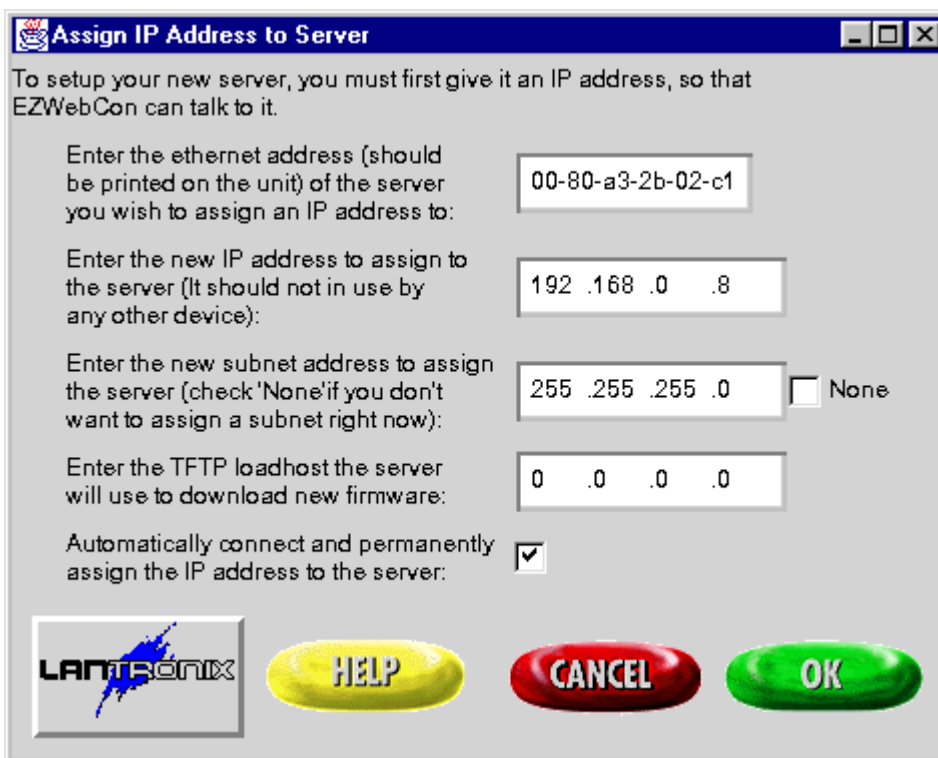 Assign IP Address to Server
To setup your new server, you must first give it an IP address, so that
EZWebCon can talk to it.
Enter the ethernet address (should
be printed on the unit) of the server
you wish to assign an IP address to:
00-80-a3-2b-02-c1
Enter the new IP address to assign to
the server (It should not in use by
any other device):
192 .168 .0 .8
Enter the new subnet address to assign
the server (check 'None'if you don't
want to assign a subnet right now):
255 .255 .255 .0
None
Enter the TFTP loadhost the server
will use to download new firmware:
0 .0 .0 .0
Automatically connect and permanently
assign the IP address to the server:
LANTRONIX
HELP
CANCEL
OK